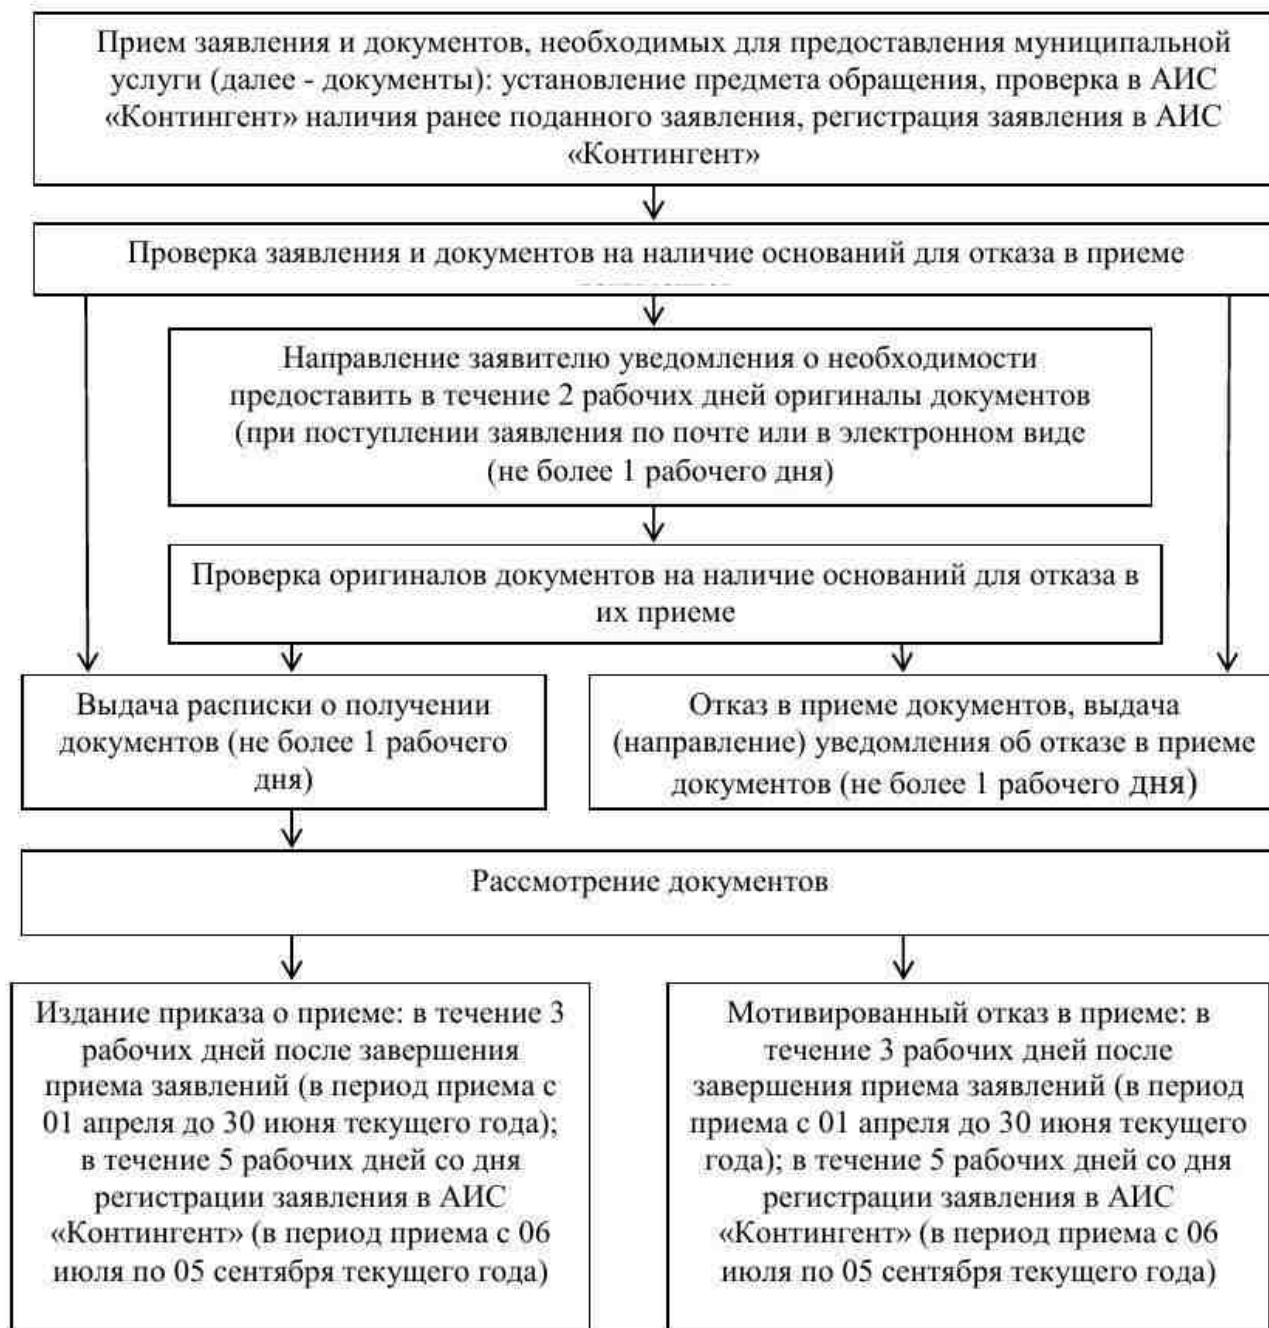 Прием заявления и документов, необходимых для предоставления муниципальной
услуги (далее - документы): установление предмета обращения, проверка в АИС
«Контингент» наличия ранее поданного заявления, регистрация заявления в АИС
«Контингент»
Проверка заявления и документов на наличие оснований для отказа в приеме
Направление заявителю уведомления о необходимости
предоставить в течение 2 рабочих дней оригиналы документов
(при поступлении заявления по почте или в электронном виде
(не более 1 рабочего дня)
Проверка оригиналов документов на наличие оснований для отказа в
их приеме
Выдача расписки о получении
документов (не более 1 рабочего
дня)
Отказ в приеме документов, выдача
(направление) уведомления об отказе в приеме
документов (не более 1 рабочего дня)
Рассмотрение документов
Издание приказа о приеме: в течение 3
рабочих дней после завершения
приема заявлений (в период приема с
01 апреля до 30 июня текущего года);
в течение 5 рабочих дней со дня
регистрации заявления в АИС
«Контингент» (в период приема с 06
июля по 05 сентября текущего года)
Мотивированный отказ в приеме: в
течение 3 рабочих дней после
завершения приема заявлений (в период
приема с 01 апреля до 30 июня текущего
года); в течение 5 рабочих дней со дня
регистрации заявления в АИС
«Контингент» (в период приема с 06
июля по 05 сентября текущего года)